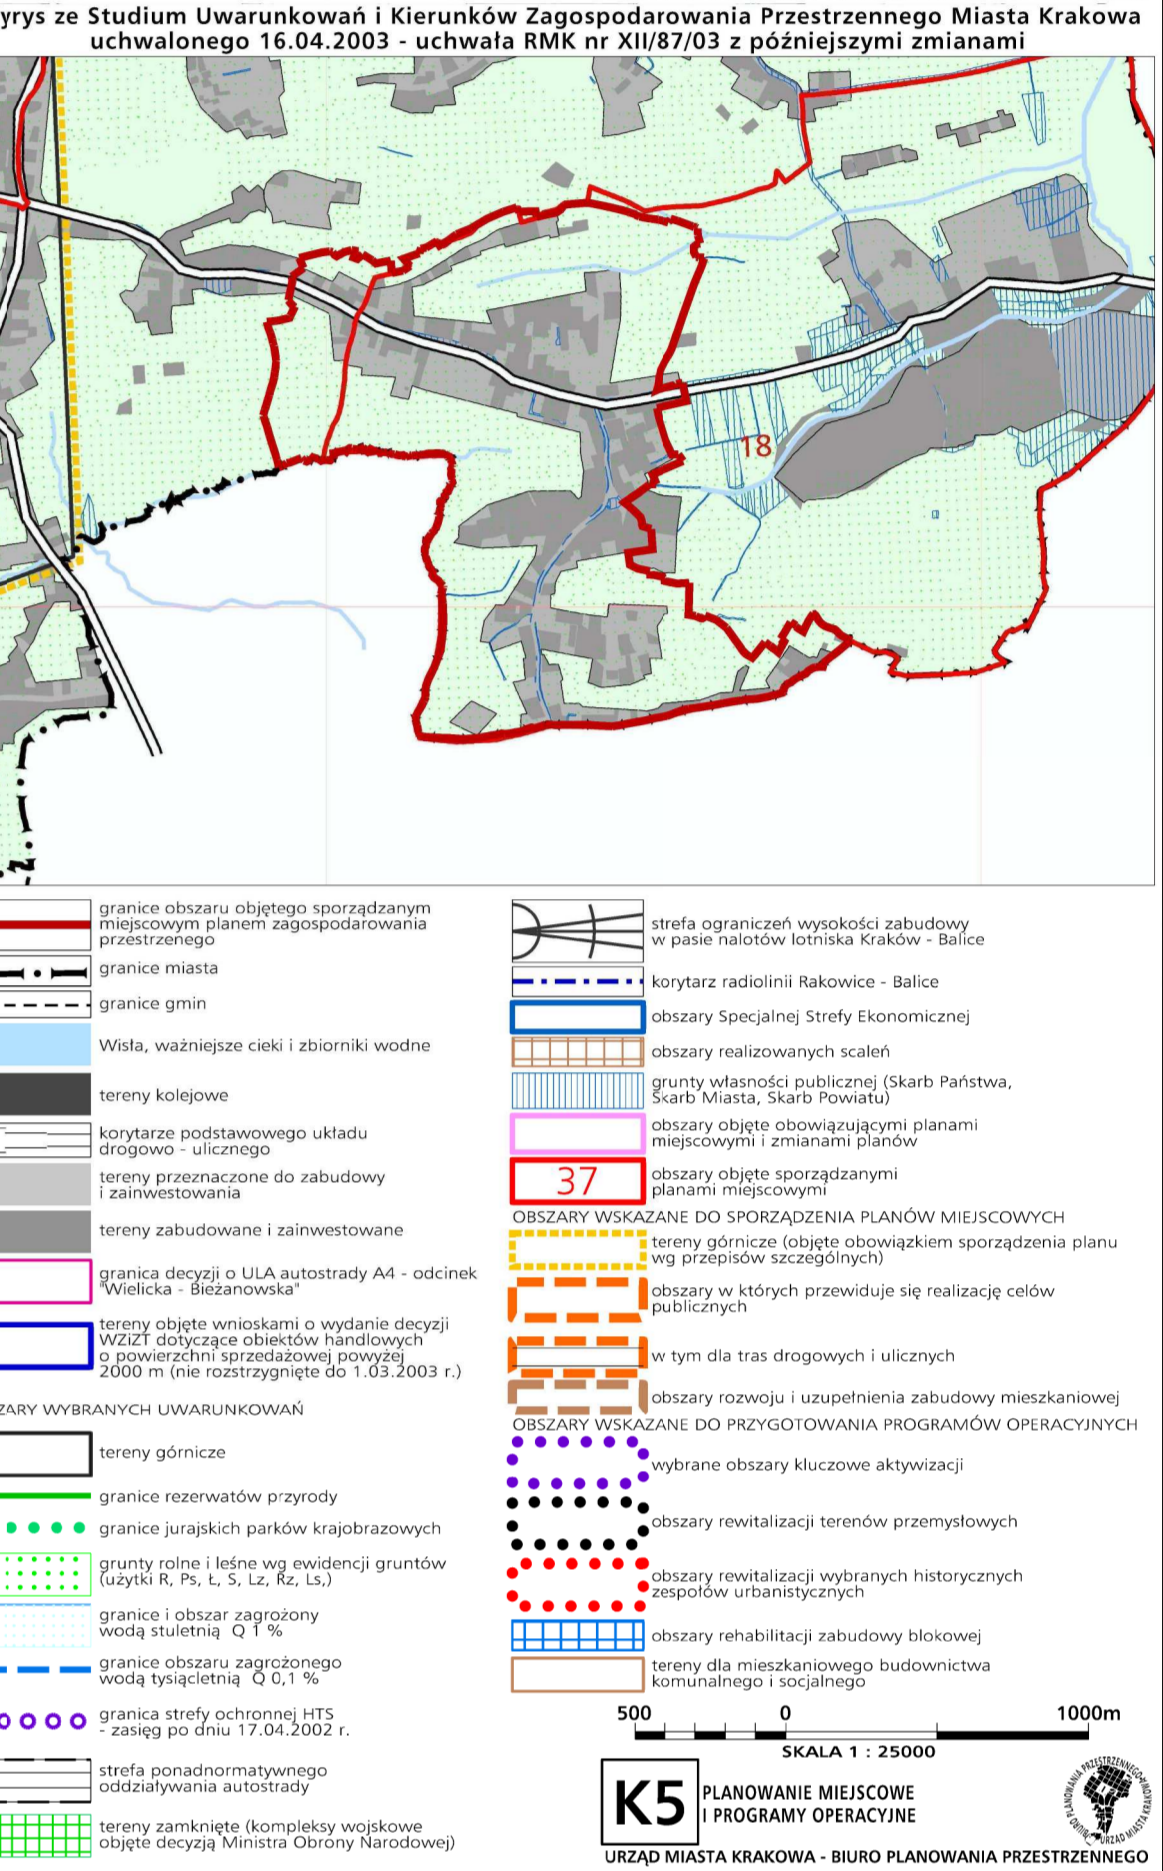 yrys ze Studium Uwarunkowań i Kierunków Zagospodarowania Przestrzennego Miasta Krakowa
uchwalonego 16.04.2003 - uchwała RMK nr XII/87/03 z późniejszymi zmianami
18
granice obszaru objętego sporządzanym
miejscowym planem zagospodarowania
przestrzenego
granice miasta
granice gmin
Wisła, ważniejsze cieki i zbiorniki wodne
tereny kolejowe
korytarze podstawowego układu
drogowo - ulicznego
tereny przeznaczone do zabudowy
i zainwestowania
tereny zabudowane i zainwestowane
granica decyzji o ULA autostrady A4 - odcinek
"Wielicka - Bieżanowska"
tereny objęte wnioskami o wydanie decyzji
WZiZT dotyczące obiektów handlowych
o powierzchni sprzedażowej powyżej
2000 m (nie rozstrzygnięte do 1.03.2003 r.)
ZARY WYBRANYCH UWARUNKOWAŃ
tereny górnicze
granice rezerwatów przyrody
granice jurajskich parków krajobrazowych
grunty rolne i leśne wg ewidencji gruntów
(użytki R, Ps, Ł, S, Lz, Rz, Ls,)
granice i obszar zagrożony
wodą stuletnią Q 1 %
granice obszaru zagrożonego
wodą tysiącletnią Q 0,1 %
granica strefy ochronnej HTS
- zasięg po dniu 17.04.2002 r.
strefa ponadnormatywnego
oddziaływania autostrady
tereny zamknięte (kompleksy wojskowe
objęte decyzją Ministra Obrony Narodowej)
strefa ograniczeń wysokości zabudowy
w pasie nalotów lotniska Kraków - Balice
korytarz radiolinii Rakowice - Balice
obszary Specjalnej Strefy Ekonomicznej
obszary realizowanych scaleń
grunty własności publicznej (Skarb Państwa,
Skarb Miasta, Skarb Powiatu)
obszary objęte obowiązującymi planami
miejscowymi i zmianami planów
37
obszary objęte sporządzanymi
planami miejscowymi
OBSZARY WSKAZANE DO SPORZĄDZENIA PLANÓW MIEJSCOWYCH
tereny górnicze (objęte obowiązkiem sporządzenia planu
wg przepisów szczególnych)
obszary w których przewiduje się realizację celów
publicznych
w tym dla tras drogowych i ulicznych
obszary rozwoju i uzupełnienia zabudowy mieszkaniowej
OBSZARY WSKAZANE DO PRZYGOTOWANIA PROGRAMÓW OPERACYJNYCH
wybrane obszary kluczowe aktywizacji
obszary rewitalizacji terenów przemysłowych
obszary rewitalizacji wybranych historycznych
zespołów urbanistycznych
obszary rehabilitacji zabudowy blokowej
tereny dla mieszkaniowego budownictwa
komunalnego i socjalnego
500 0 1000m
SKALA 1 : 25000
K5
PLANOWANIE MIEJSCOWE
I PROGRAMY OPERACYJNE
URZĄD MIASTA KRAKOWA - BIURO PLANOWANIA PRZESTRZENNEGO